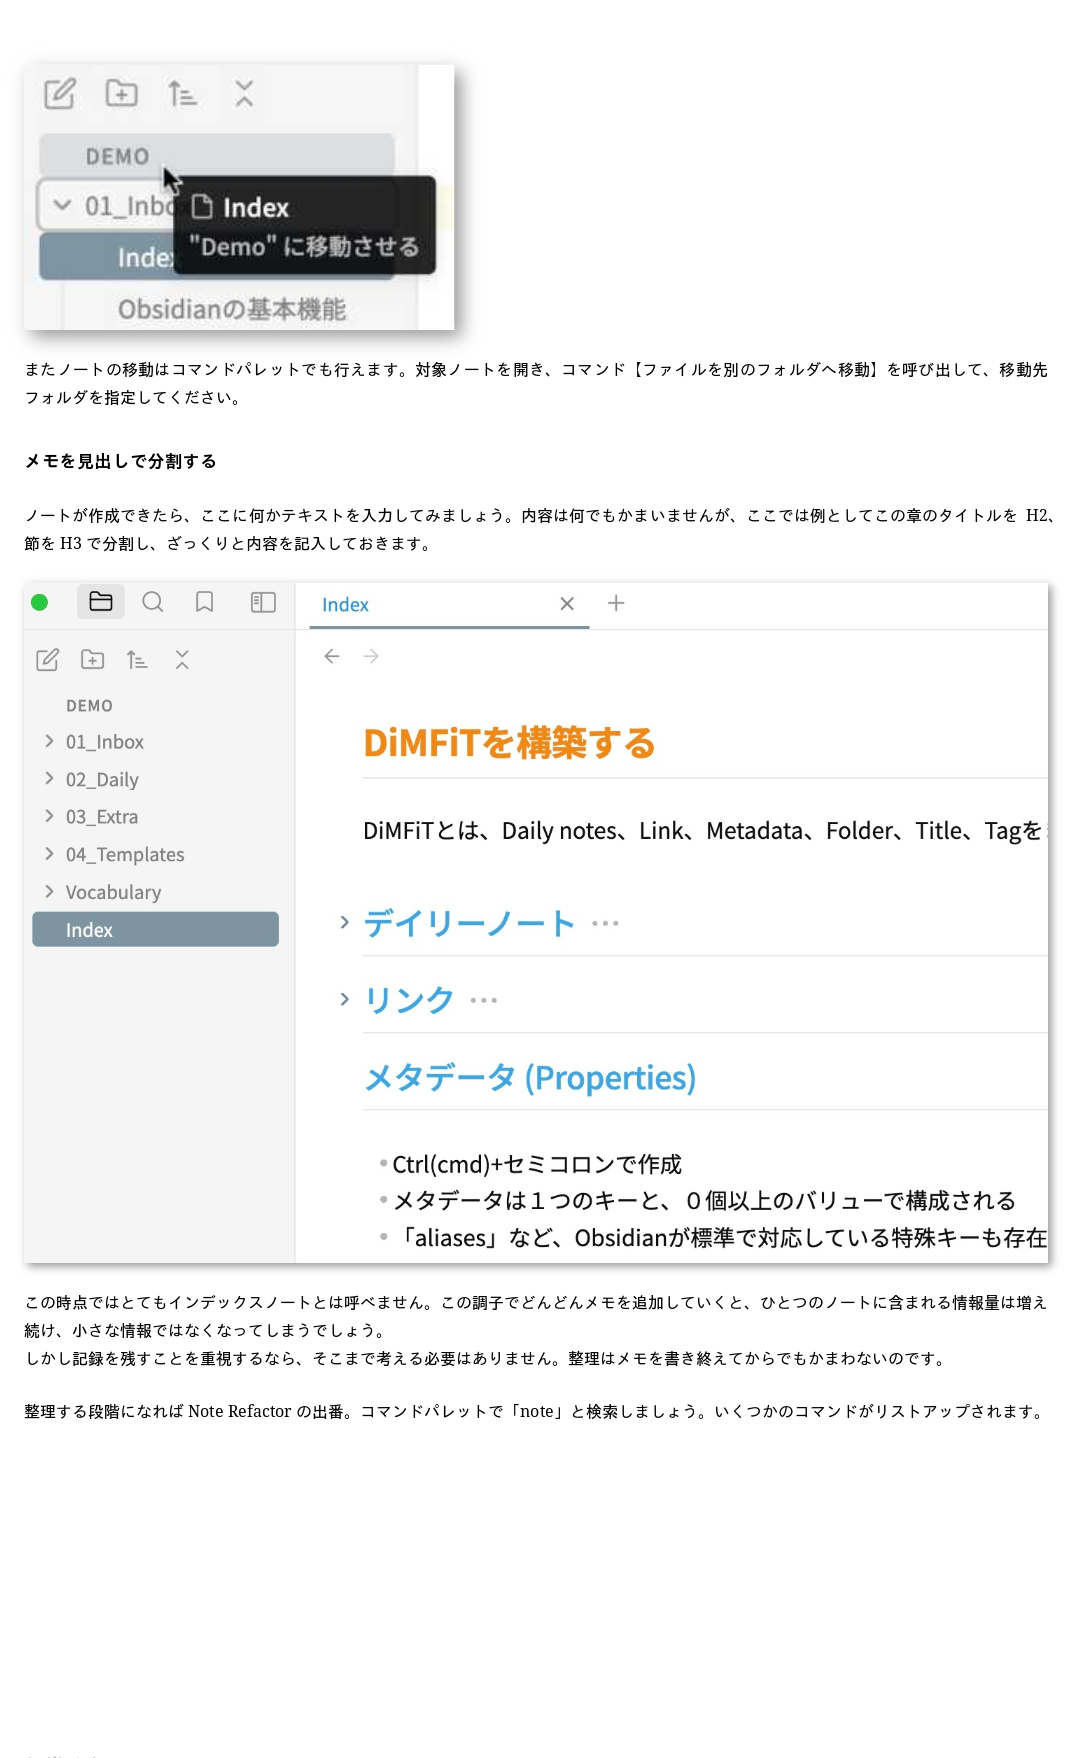 DEMO
01_Inbo
Index
"Demo" に移動させる
Inde
Obsidianの基本機能
またノートの移動はコマンドパレットでも行えます。対象ノートを開き、コマンド【ファイルを別のフォルダへ移動】を呼び出して、移動先
フォルダを指定してください。
メモを見出しで分割する
ノートが作成できたら、ここに何かテキストを入力してみましょう。内容は何でもかまいませんが、ここでは例としてこの章のタイトルを H2、
節を H3 で分割し、ざっくりと内容を記入しておきます。
Index
DEMO
01_Inbox
02_Daily
03_Extra
04_Templates
Vocabulary
Index
DiMFiTを構築する
DiMFiTとは、Daily notes、Link、Metadata、Folder、Title、Tagを
デイリーノート ···
リンク ···
メタデータ (Properties)
• Ctrl(cmd)+セミコロンで作成
• メタデータは１つのキーと、０個以上のバリューで構成される
• 「aliases」など、Obsidianが標準で対応している特殊キーも存在
この時点ではとてもインデックスノートとは呼べません。この調子でどんどんメモを追加していくと、ひとつのノートに含まれる情報量は増え
続け、小さな情報ではなくなってしまうでしょう。
しかし記録を残すことを重視するなら、そこまで考える必要はありません。整理はメモを書き終えてからでもかまわないのです。
整理する段階になれば Note Refactor の出番。コマンドパレットで「note」と検索しましょう。いくつかのコマンドがリストアップされます。